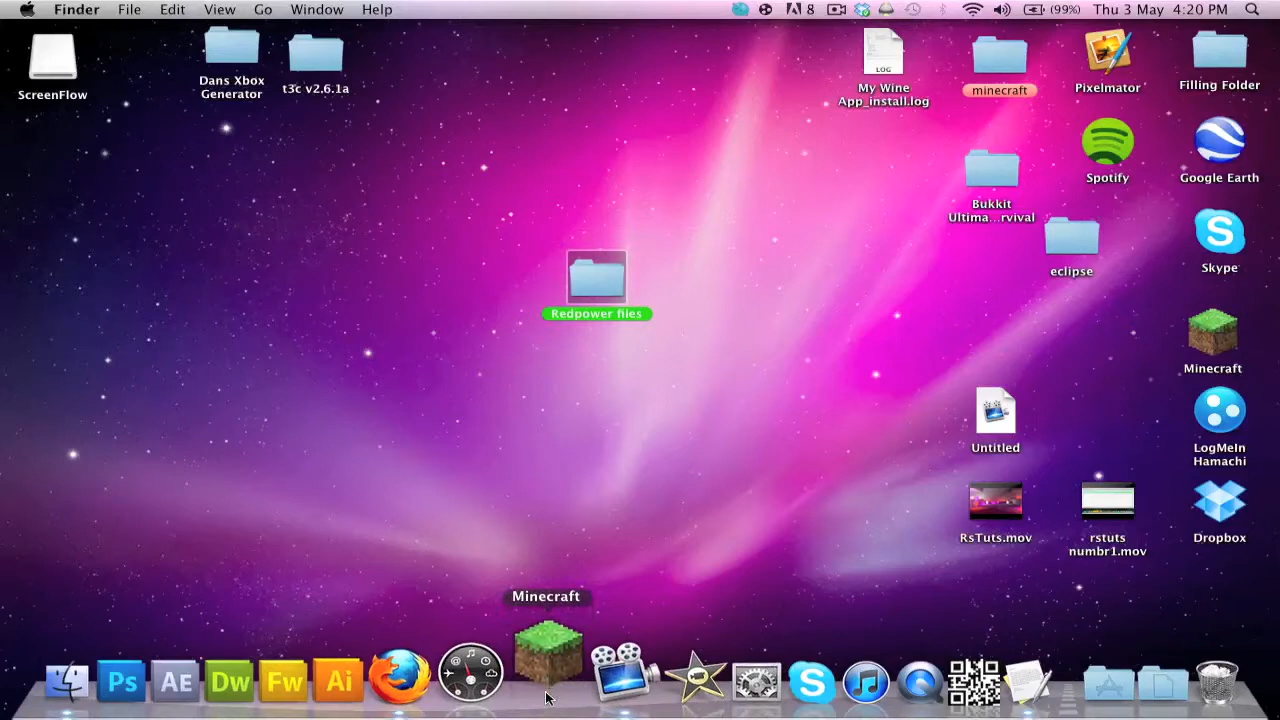 Finder File Edit View Go Window Help
8 (99%) Thu 3 May 4:20 PM
ScreenFlow
Dans Xbox
Generator
t3c v2.6.1a
LOG
My Wine
App_install.log
minecraft
Pixelmator
Filling Folder
Spotify
Google Earth
Bukkit
Ultima...rvival
eclipse
Skype
Redpower files
Minecraft
Untitled
LogMeIn
Hamachi
RsTuts.mov
rstuts
numbr1.mov
Dropbox
Minecraft
Ps AE Dw Fw Ai